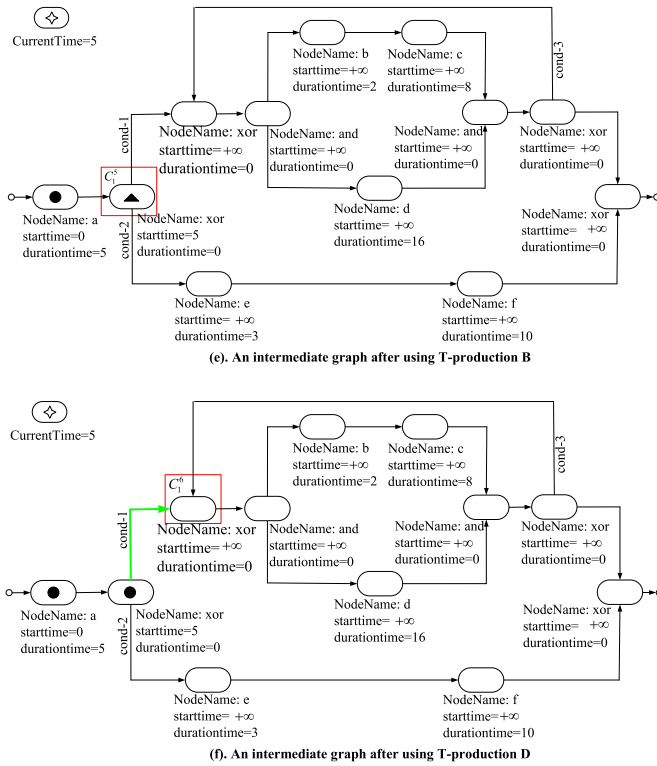 CurrentTime=5
cond-3
NodeName: b
starttime=+∞
durationtime=2
NodeName: c
starttime=+∞
durationtime=8
cond-1
NodeName: xor
starttime=+∞
durationtime=0
NodeName: and
starttime=+∞
durationtime=0
NodeName: and
starttime=+∞
durationtime=0
NodeName: xor
starttime=+∞
durationtime=0
C₁⁵
NodeName: d
starttime= +∞
durationtime=16
NodeName: a
starttime=0
durationtime=5
cond-2
NodeName: xor
starttime=5
durationtime=0
NodeName: xor
starttime= +∞
durationtime=0
NodeName: e
starttime= +∞
durationtime=3
NodeName: f
starttime=+∞
durationtime=10
(e). An intermediate graph after using T-production B
CurrentTime=5
cond-3
NodeName: b
starttime=+∞
durationtime=2
NodeName: c
starttime=+∞
durationtime=8
C₁⁶
cond-1
NodeName: xor
starttime=+∞
durationtime=0
NodeName: and
starttime=+∞
durationtime=0
NodeName: and
starttime=+∞
durationtime=0
NodeName: xor
starttime=+∞
durationtime=0
NodeName: d
starttime= +∞
durationtime=16
NodeName: a
starttime=0
durationtime=5
cond-2
NodeName: xor
starttime=5
durationtime=0
NodeName: xor
starttime= +∞
durationtime=0
NodeName: e
starttime= +∞
durationtime=3
NodeName: f
starttime=+∞
durationtime=10
(f). An intermediate graph after using T-production D